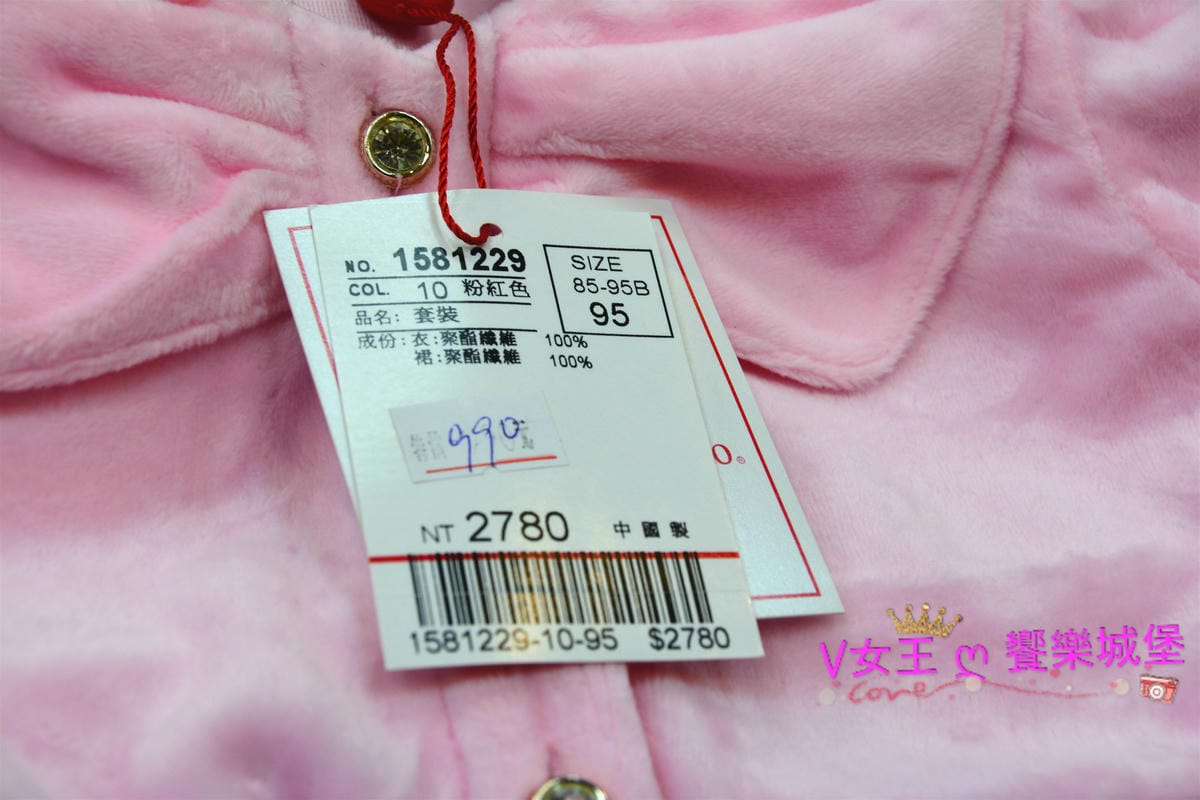 NO. 1581229
COL. 10 粉紅色
品名: 套裝
成份: 衣:聚酯纖維 100%
裙:聚酯纖維 100%
SIZE
85-95B
95
990
NT 2780 中國製
1581229-10-95 $2780
o®
V女王ღ饗樂城堡
Love